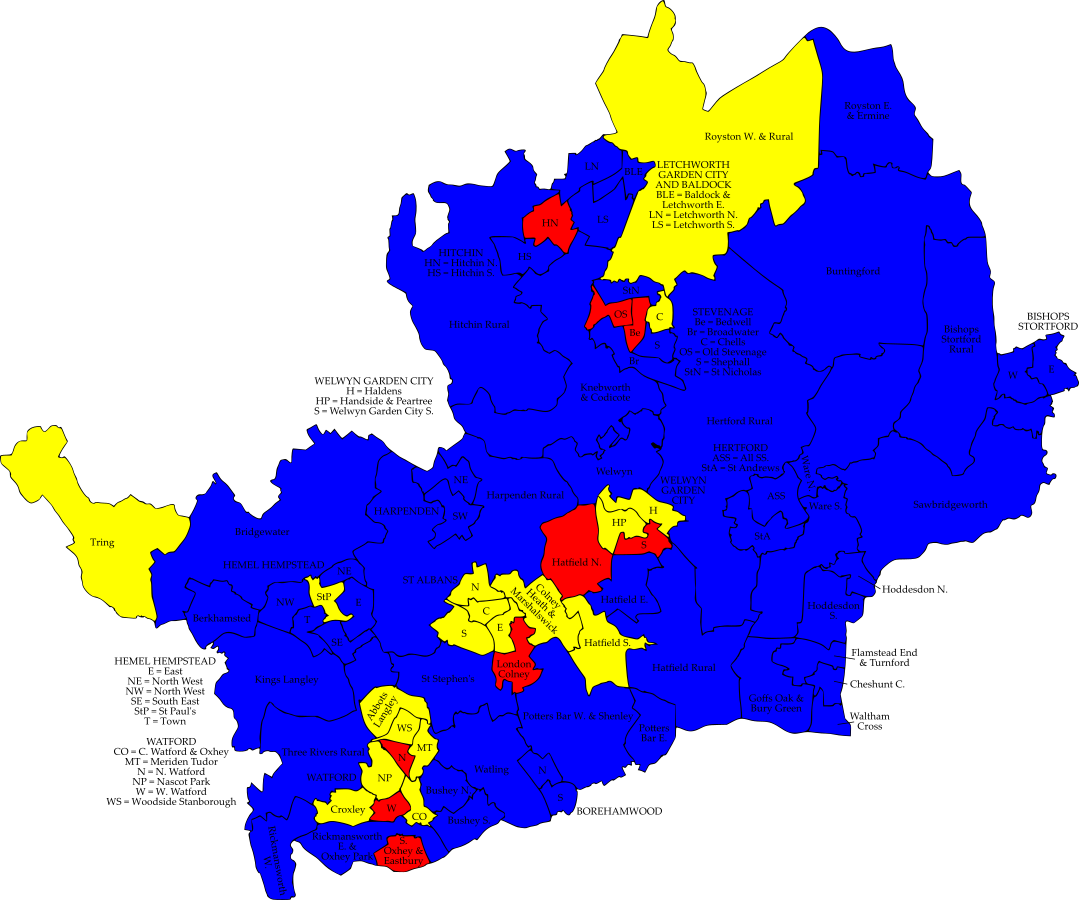 Royston E.
& Ermine
Royston W. & Rural
LN
BLE
LETCHWORTH
GARDEN CITY
AND BALDOCK
BLE = Baldock &
Letchworth E.
LN = Letchworth N.
LS = Letchworth S.
LS
HN
HITCHIN
HN = Hitchin N.
HS = Hitchin S.
HS
Buntingford
StN
OS
Be
C
S
Br
STEVENAGE
Be = Bedwell
Br = Broadwater
C = Chells
OS = Old Stevenage
S = Shephall
StN = St Nicholas
Hitchin Rural
Bishops
Stortford
Rural
BISHOPS
STORTFORD
W
E
WELWYN GARDEN CITY
H = Haldens
HP = Handside & Peartree
S = Welwyn Garden City S.
Knebworth
& Codicote
Hertford Rural
HERTFORD
ASS = All SS
StA = St Andrews
Ware N.
Welwyn
WELWYN
GARDEN
CITY
NE
HARPENDEN
SW
Harpenden Rural
ASS
Ware S.
Sawbridgeworth
StA
H
HP
S
Tring
Bridgewater
Hatfield N.
HEMEL HEMPSTEAD
NE
NW
StP
E
T
SE
Berkhamsted
ST ALBANS
N
C
E
S
Colney
Heath &
Marshalswick
Hatfield E.
Hoddesdon N.
Hoddesdon
S.
Hatfield S.
London
Colney
Hatfield Rural
Flamstead End
& Turnford
Cheshunt C.
Goffs Oak &
Bury Green
Waltham
Cross
HEMEL HEMPSTEAD
E = East
NE = North West
NW = North West
SE = South East
StP = St Paul's
T = Town
Kings Langley
St Stephens
Abbots
Langley
WS
MT
N
NP
W
CO
Potters Bar W. & Shenley
Potters
Bar E.
WATFORD
CO = C. Watford & Oxhey
MT = Meriden Tudor
N = N. Watford
NP = Nascot Park
W = W. Watford
WS = Woodside Stanborough
Three Rivers Rural
WATFORD
Watling
N
S
BOREHAMWOOD
Bushey N.
Bushey S.
Croxley
Rickmansworth
E. &
Oxhey Park
Rickmansworth
W.
S.
Oxhey &
Eastbury